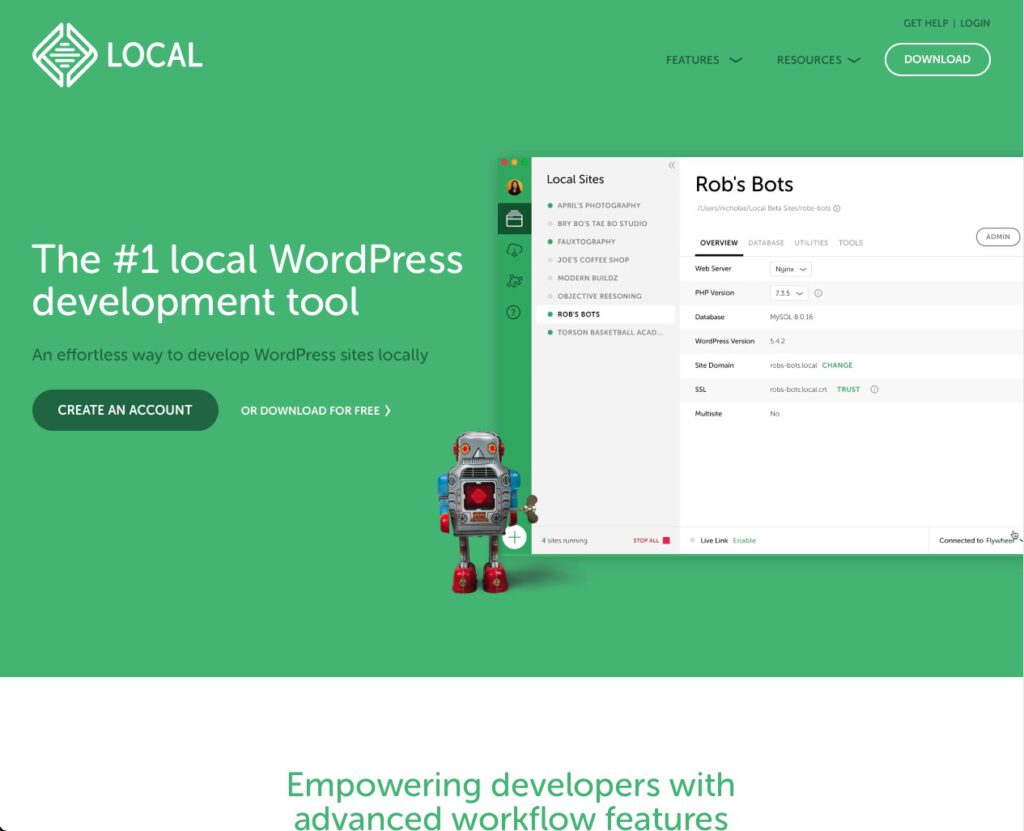 GET HELP | LOGIN
LOCAL
FEATURES
RESOURCES
DOWNLOAD
The #1 local WordPress
development tool
An effortless way to develop WordPress sites locally
CREATE AN ACCOUNT
OR DOWNLOAD FOR FREE ❯
Local Sites
APRIL'S PHOTOGRAPHY
BRY BO'S TAE BO STUDIO
FAUXTOGRAPHY
JOE'S COFFEE SHOP
MODERN BUILDZ
OBJECTIVE REESONING
ROB'S BOTS
TORSON BASKETBALL ACAD...
4 sites running
STOP ALL
Rob's Bots
/Users/nicholas/Local Beta Sites/robs-bots
ADMIN
OVERVIEW DATABASE UTILITIES TOOLS
Web Server Nginx
PHP Version 7.3.5
Database MySQL 8.0.16
WordPress Version 5.4.2
Site Domain robs-bots.local CHANGE
SSL robs-bots.local.crt TRUST
Multisite No
Live Link Enable
Connected to Flywheel
Empowering developers with
advanced workflow features